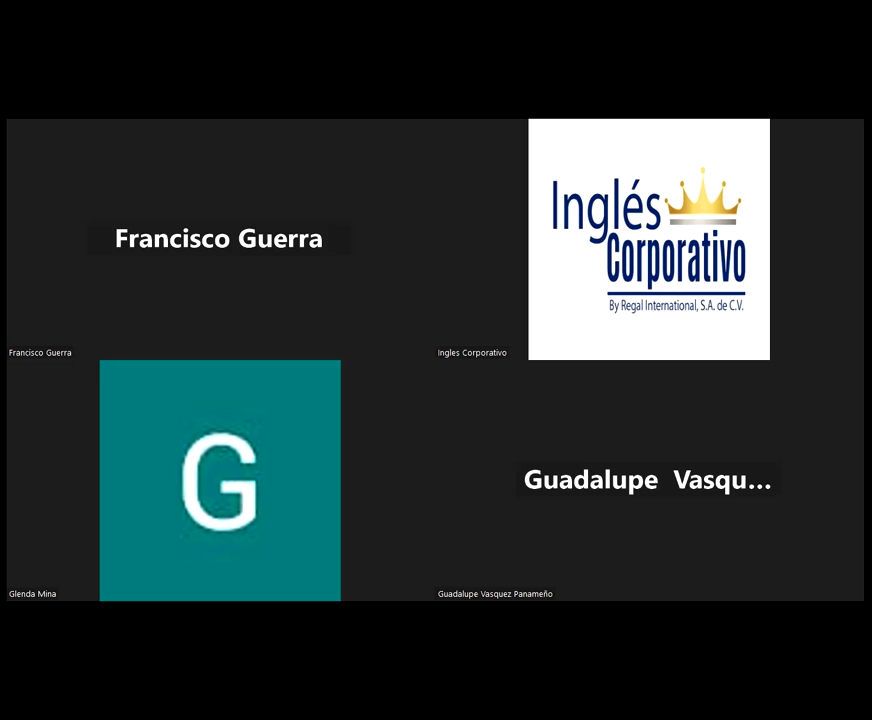 Francisco Guerra
Francisco Guerra
Inglés
Corporativo
By Regal International, S.A. de C.V.
Ingles Corporativo
G
Glenda Mina
Guadalupe Vasqu...
Guadalupe Vasquez Panameño